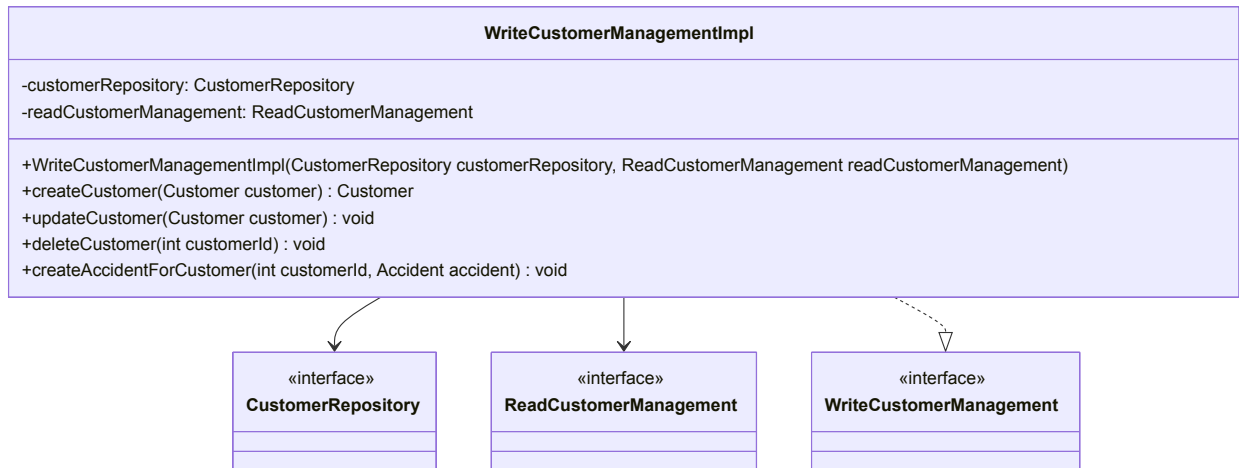 WriteCustomerManagementImpl
-customerRepository: CustomerRepository
-readCustomerManagement: ReadCustomerManagement
+WriteCustomerManagementImpl(CustomerRepository customerRepository, ReadCustomerManagement readCustomerManagement)
+createCustomer(Customer customer) : Customer
+updateCustomer(Customer customer) : void
+deleteCustomer(int customerId) : void
+createAccidentForCustomer(int customerId, Accident accident) : void
«interface»
CustomerRepository
«interface»
ReadCustomerManagement
«interface»
WriteCustomerManagement